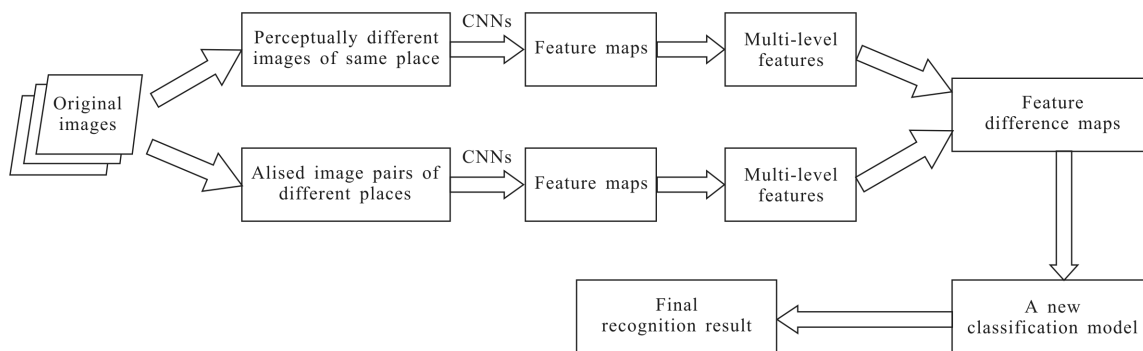 Original
images
Perceptually different
images of same place
CNNs
Feature maps
Multi-level
features
Alised image pairs of
different places
CNNs
Feature maps
Multi-level
features
Feature
difference maps
A new
classification model
Final
recognition result